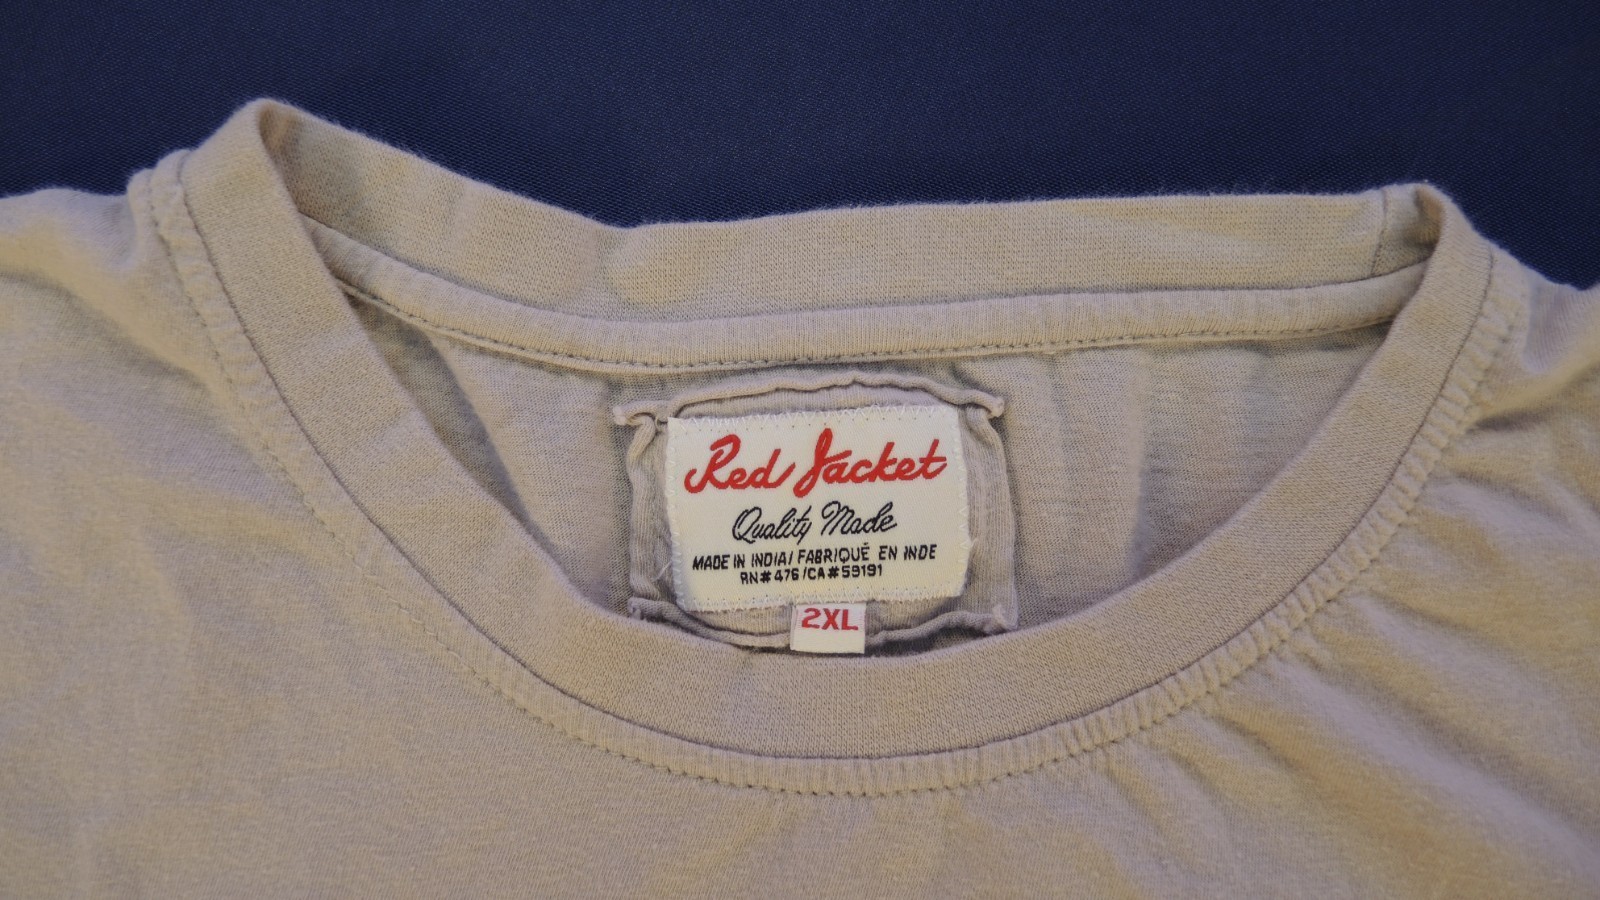 Red Jacket
Quality Made
MADE IN INDIA / FABRIQUÉ EN INDE
RN# 476 / CA# 59191
2XL